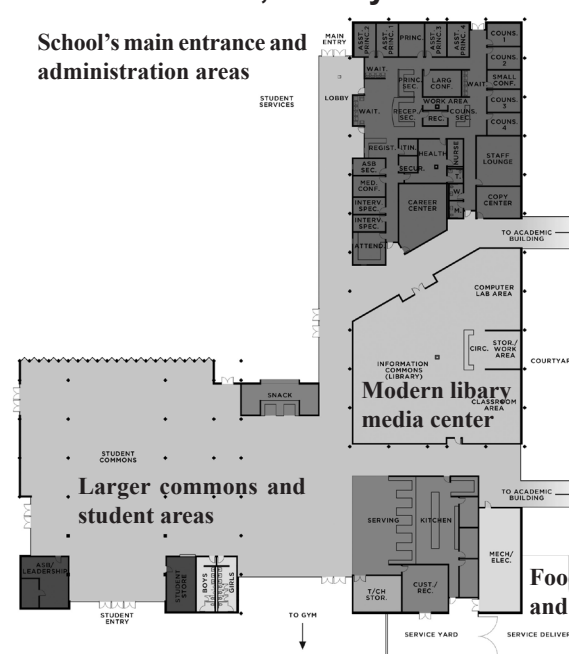 School's main entrance and
administration areas
MAIN
ENTRY
ASST.
PRINC.2
ASST.
PRINC.1
PRINC.
ASST.
PRINC.3
ASST.
PRINC.4
COUNS.
1
COUNS.
2
WAIT.
PRINC.
SEC.
LARG
CONF.
WAIT.
SMALL
CONF.
STUDENT
SERVICES
LOBBY
WAIT.
WORK AREA
RECEP./
SEC.
REC.
COUNS.
SEC.
COUNS.
3
COUNS.
4
REGIST.
ITIN.
HEALTH
NURSE
STAFF
LOUNGE
ASB
SEC.
SECUR.
MED.
CONF.
T.
INTERV.
SPEC.
CAREER
CENTER
W.
COPY
CENTER
INTERV.
SPEC.
M.
ATTEND.
TO ACADEMIC
BUILDING
COMPUTER
LAB AREA
CIRC.
STOR./
WORK
AREA
INFORMATION
COMMONS
(LIBRARY)
COURTYAR
CLASSROOM
AREA
Modern libary
media center
SNACK
STUDENT
COMMONS
Larger commons and
student areas
TO ACADEMIC
BUILDING
SERVING
KITCHEN
MECH/
ELEC.
ASB/
LEADERSHIP
STUDENT
STORE
BOYS
GIRLS
T/CH
STOR.
CUST./
REC.
Foo
and
STUDENT
ENTRY
TO GYM
SERVICE YARD
SERVICE DELIVER